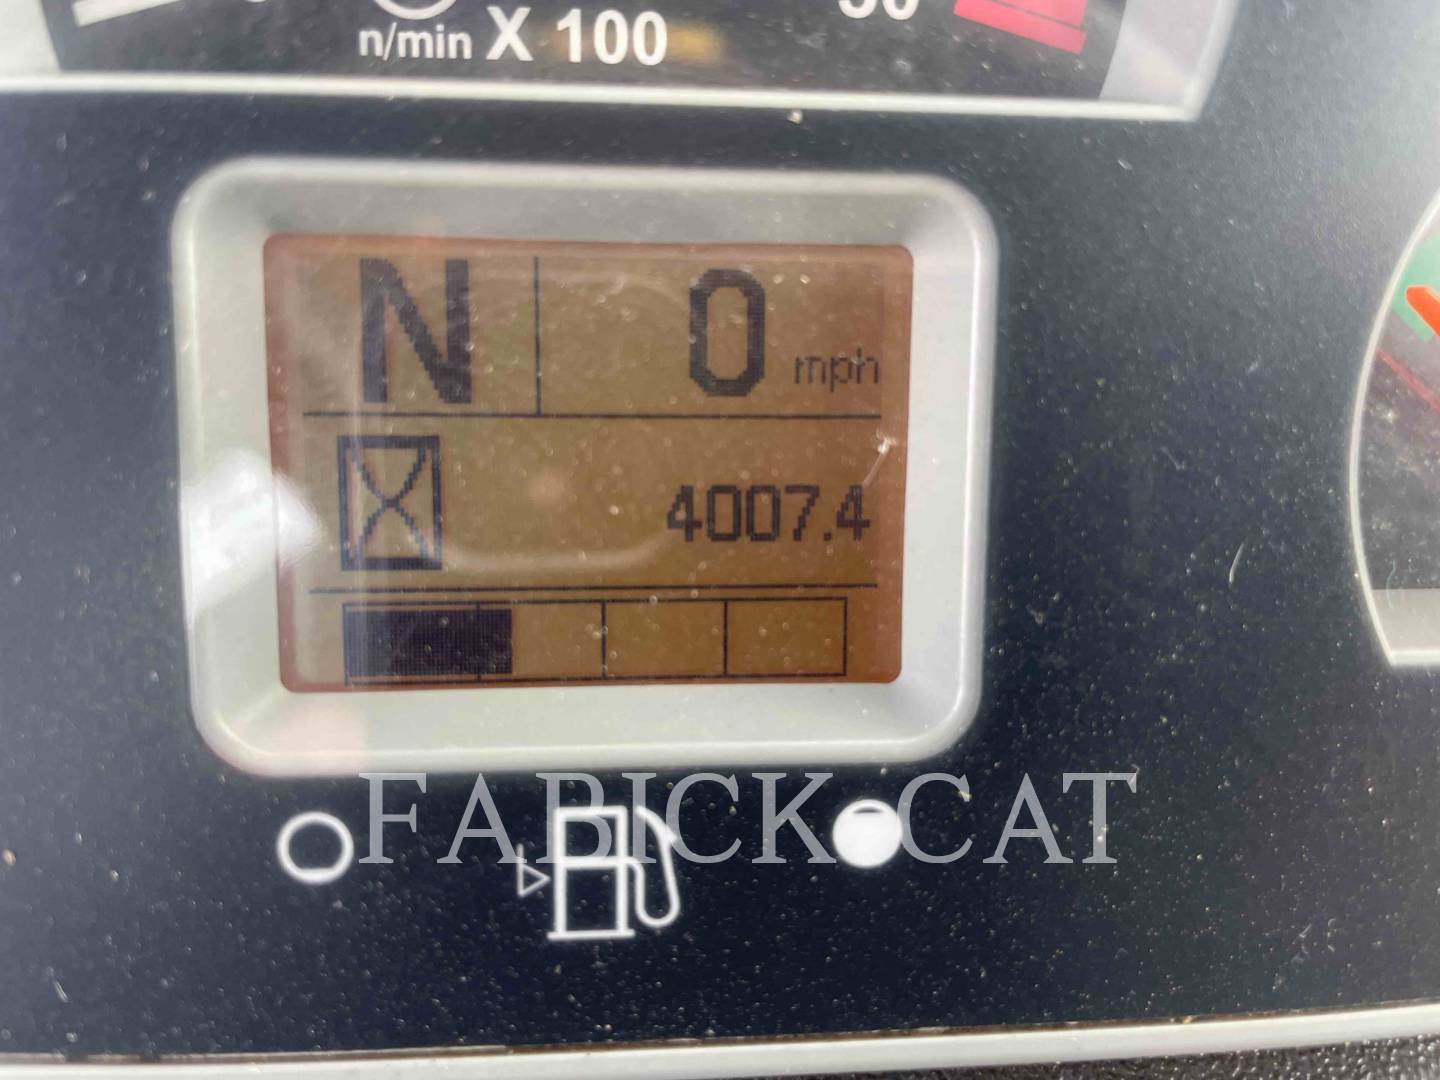 n/min X 100
N 0 mph
4007.4
FABICK CAT